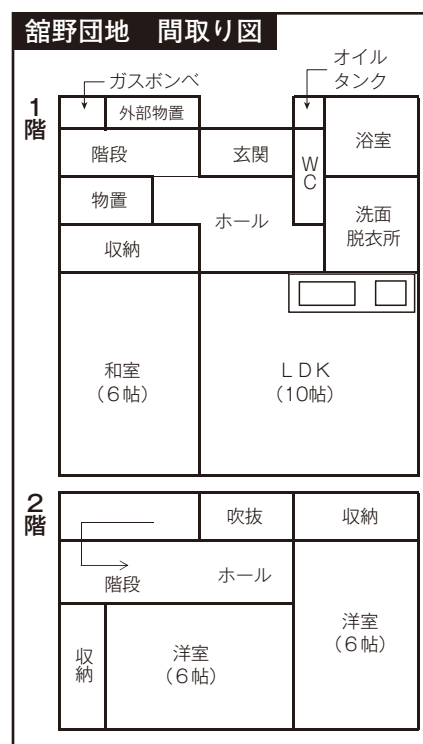 舘野団地　間取り図
1
階
ガスボンベ
オイル
タンク
外部物置
浴室
階段
玄関
W
C
物置
ホール
洗面
脱衣所
収納
和室
（６帖）
ＬＤＫ
（10帖）
2
階
吹抜
収納
階段
ホール
収
納
洋室
（６帖）
洋室
（６帖）